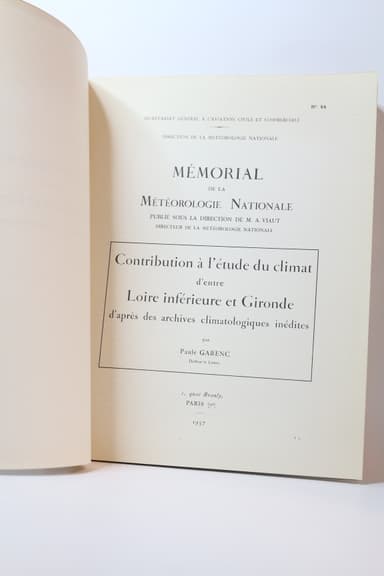 N° 44
SECRÉTARIAT GÉNÉRAL A L'AVIATION CIVILE ET COMMERCIALE
DIRECTION DE LA MÉTÉOROLOGIE NATIONALE
MÉMORIAL
DE LA
MÉTÉOROLOGIE NATIONALE
PUBLIÉ SOUS LA DIRECTION DE M. A. VIAUT
DIRECTEUR DE LA MÉTÉOROLOGIE NATIONALE
Contribution à l'étude du climat
d'entre
Loire inférieure et Gironde
d'après des archives climatologiques inédites
par
Paule GARENC
Docteur ès Lettres
1, quai Branly,
PARIS 7e
1957